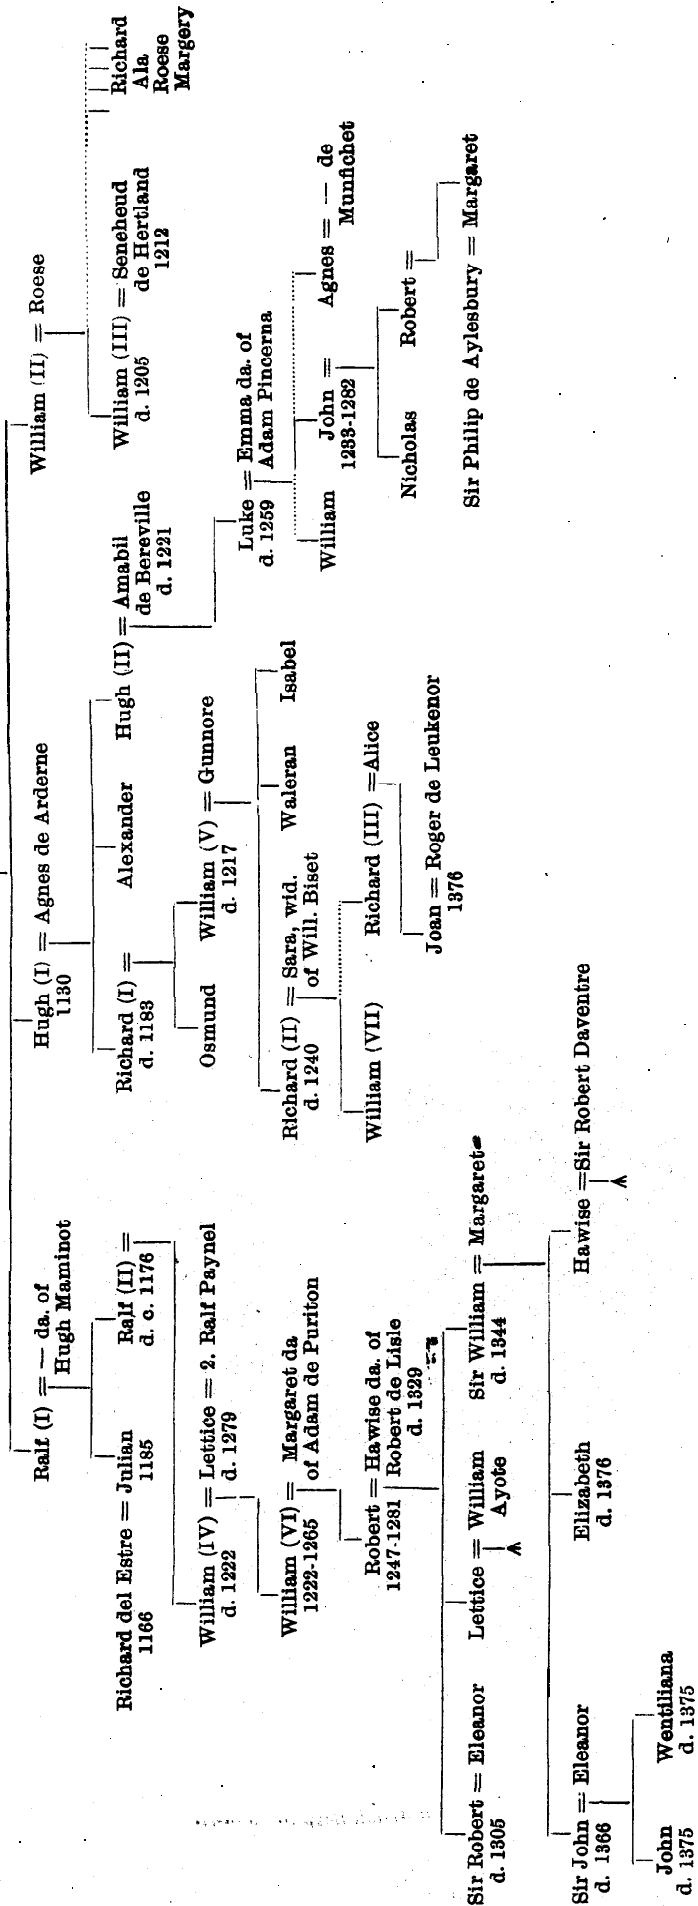 Ralf (I) = — da. of
Hugh Maminot
Hugh (I) = Agnes de Arderne
1130
William (II) = Roese
Richard del Estre = Julian
1166
1185
Ralf (II) =
d. c. 1176
Richard (I) =
d. 1183
Alexander
Hugh (II) = Amabil
de Bereville
d. 1221
William (III) = Seneheud
d. 1205
de Hertland
1212
Richard
Ala
Roese
Margery
William (IV) = Lettice = 2. Ralf Paynel
d. 1222
d. 1279
Osmund
William (V) = Gunnore
d. 1217
Luke = Emma da. of
d. 1259
Adam Pincerna
William (VI) = Margaret da
1222-1265
of Adam de Puriton
Richard (II) = Sara, wid.
d. 1240
of Will. Biset
Waleran
Isabel
William
John =
1233-1282
Agnes = — de
Munfichet
Robert = Hawise da. of
1247-1281
Robert de Lisle
d. 1329
William (VII)
Richard (III) = Alice
Nicholas
Robert =
Joan = Roger de Leukenor
1376
Sir Philip de Aylesbury = Margaret
Sir Robert = Eleanor
d. 1305
Lettice = William
Ayote
Sir William = Margaret
d. 1344
Sir John = Eleanor
d. 1366
Elizabeth
d. 1376
Hawise = Sir Robert Daventre
John
d. 1375
Wentiliana
d. 1375